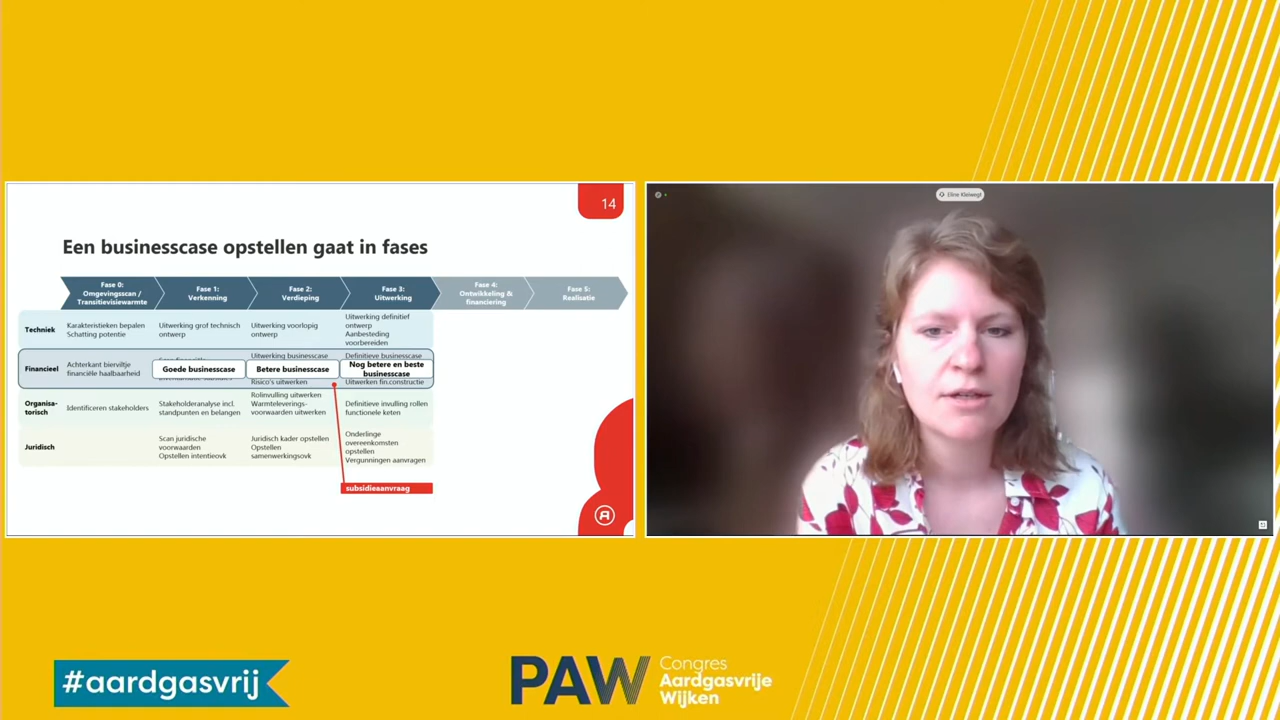 14
Een businesscase opstellen gaat in fases
Fase 0:
Omgevingsscan /
Transitievisiewarmte
Fase 1:
Verkenning
Fase 2:
Verdieping
Fase 3:
Uitwerking
Fase 4:
Ontwikkeling &
financiering
Fase 5:
Realisatie
Techniek
Karakteristieken bepalen
Schatting potentie
Uitwerking grof technisch
ontwerp
Uitwerking voorlopig
ontwerp
Uitwerking definitief
ontwerp
Aanbesteding
voorbereiden
Financieel
Achterkant bierviltje
financiële haalbaarheid
Goede businesscase
Uitwerking businesscase
Betere businesscase
Risico's uitwerken
Definitieve businesscase
Nog betere en beste
businesscase
Uitwerken fin.constructie
Organisa-
torisch
Identificeren stakeholders
Stakeholderanalyse incl.
standpunten en belangen
Rolinvulling uitwerken
Warmteleverings-
voorwaarden uitwerken
Definitieve invulling rollen
functionele keten
Juridisch
Scan juridische
voorwaarden
Opstellen intentieovk
Juridisch kader opstellen
Opstellen
samenwerkingsovk
Onderlinge
overeenkomsten
opstellen
Vergunningen aanvragen
subsidieaanvraag
Eline Kleiwegt
#aardgasvrij
PAW
Congres
Aardgasvrije
Wijken